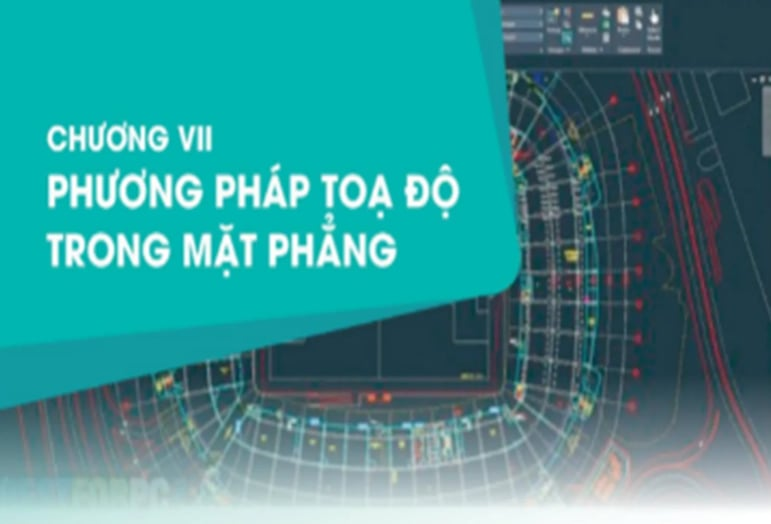 CHƯƠNG VII
PHƯƠNG PHÁP TOẠ ĐỘ
TRONG MẶT PHẲNG